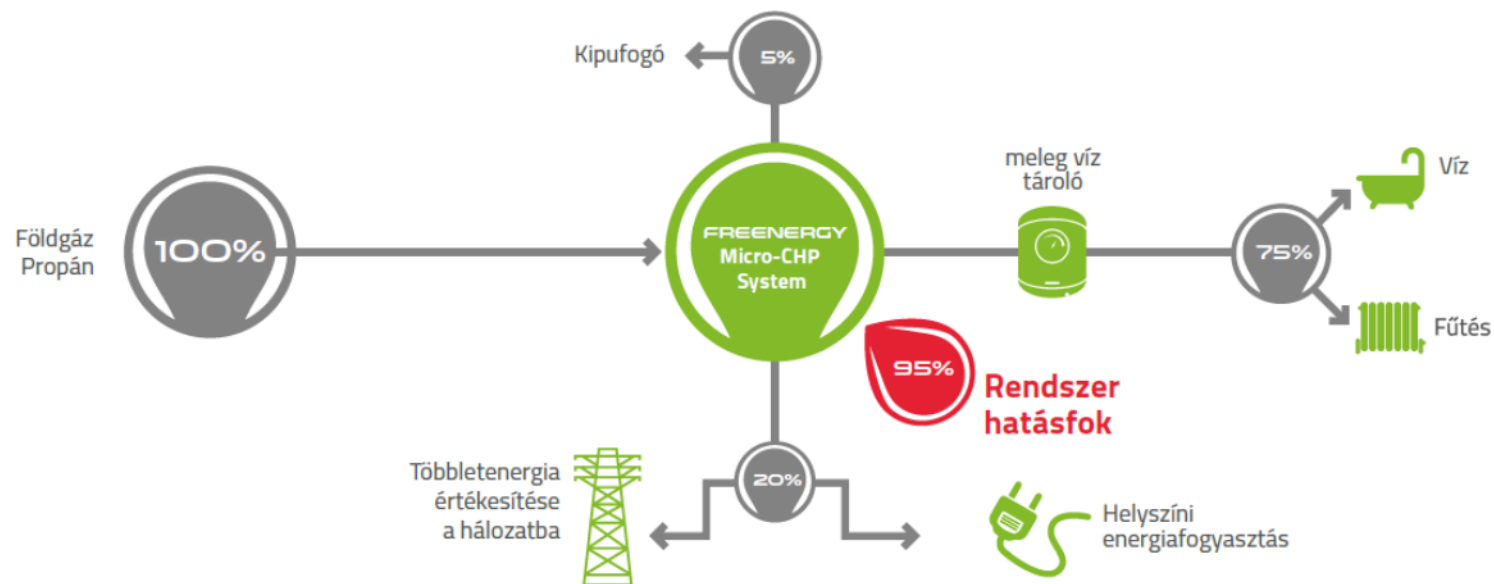 Kipufogó
5%
Földgáz
Propán
100%
FREENERGY
Micro-CHP
System
meleg víz
tároló
75%
Víz
Fűtés
95%
Rendszer
hatásfok
Többletenergia
értékesítése
a hálozatba
20%
Helyszíni
energiafogyasztás